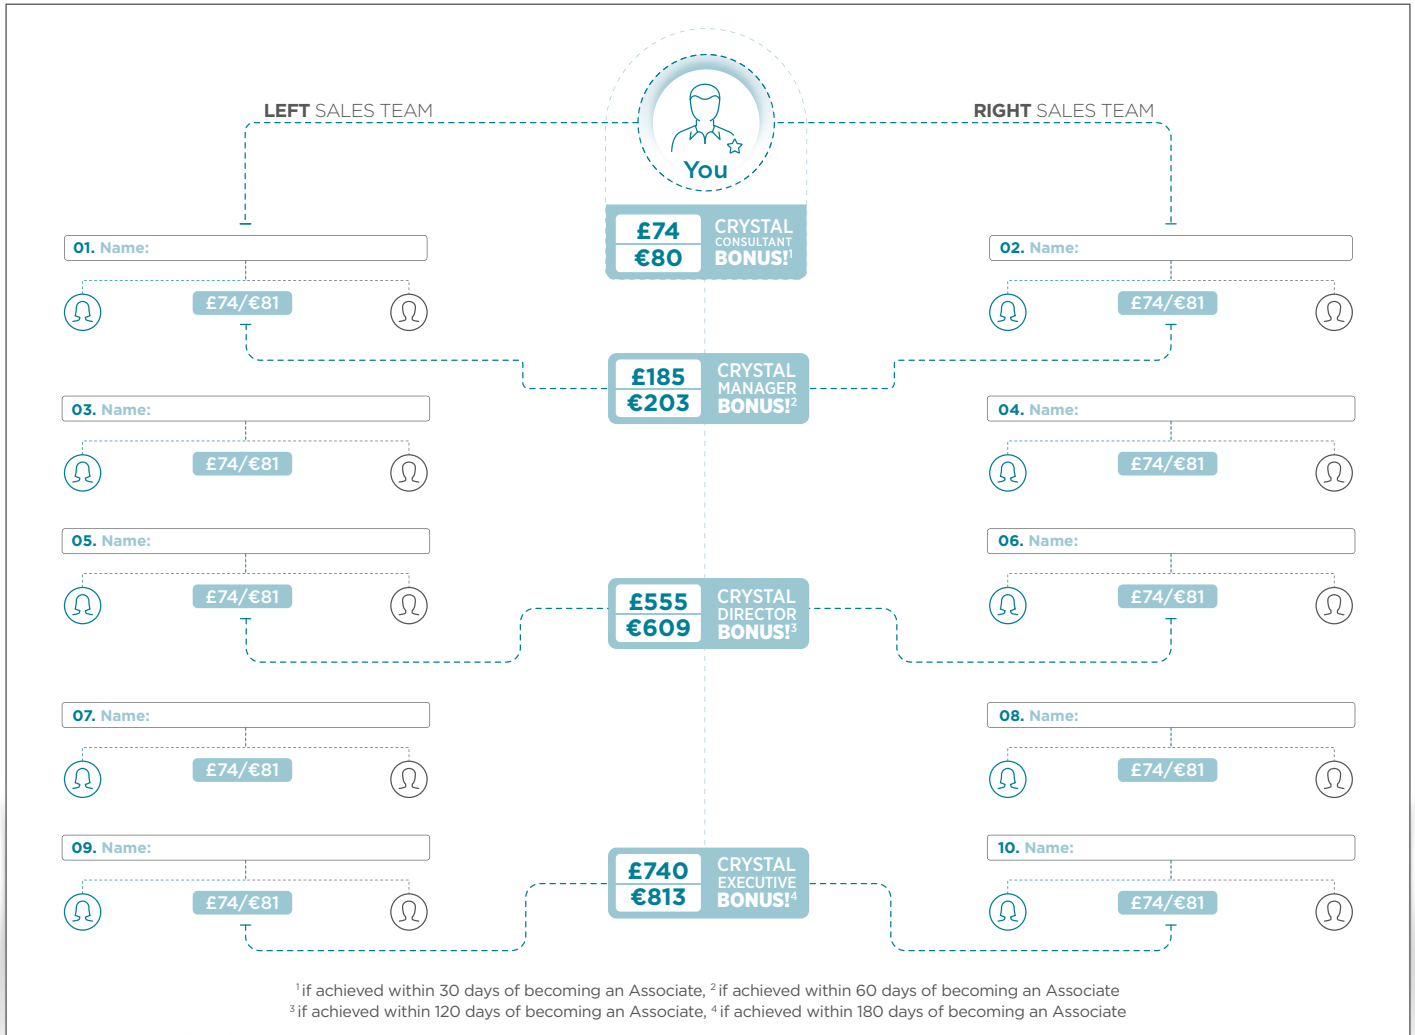 LEFT SALES TEAM
RIGHT SALES TEAM
You
£74
€80
CRYSTAL
CONSULTANT
BONUS!¹
01. Name:
£74/€81
02. Name:
£74/€81
£185
€203
CRYSTAL
MANAGER
BONUS!²
03. Name:
£74/€81
04. Name:
£74/€81
05. Name:
£74/€81
06. Name:
£74/€81
£555
€609
CRYSTAL
DIRECTOR
BONUS!³
07. Name:
£74/€81
08. Name:
£74/€81
09. Name:
£74/€81
10. Name:
£74/€81
£740
€813
CRYSTAL
EXECUTIVE
BONUS!⁴
¹ if achieved within 30 days of becoming an Associate, ² if achieved within 60 days of becoming an Associate
³ if achieved within 120 days of becoming an Associate, ⁴ if achieved within 180 days of becoming an Associate